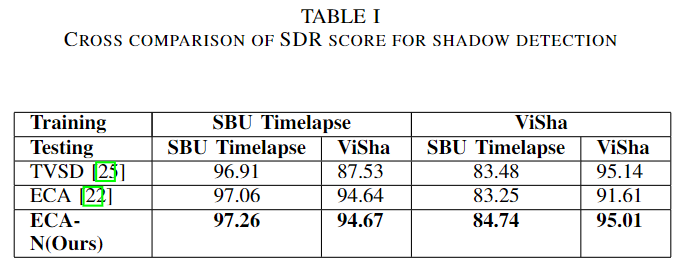 TABLE I
CROSS COMPARISON OF SDR SCORE FOR SHADOW DETECTION
Training SBU Timelapse ViSha
Testing SBU Timelapse ViSha SBU Timelapse ViSha
TVSD [25] 96.91 87.53 83.48 95.14
ECA [22] 97.06 94.64 83.25 91.61
ECA- 97.26 94.67 84.74 95.01
N(Ours)